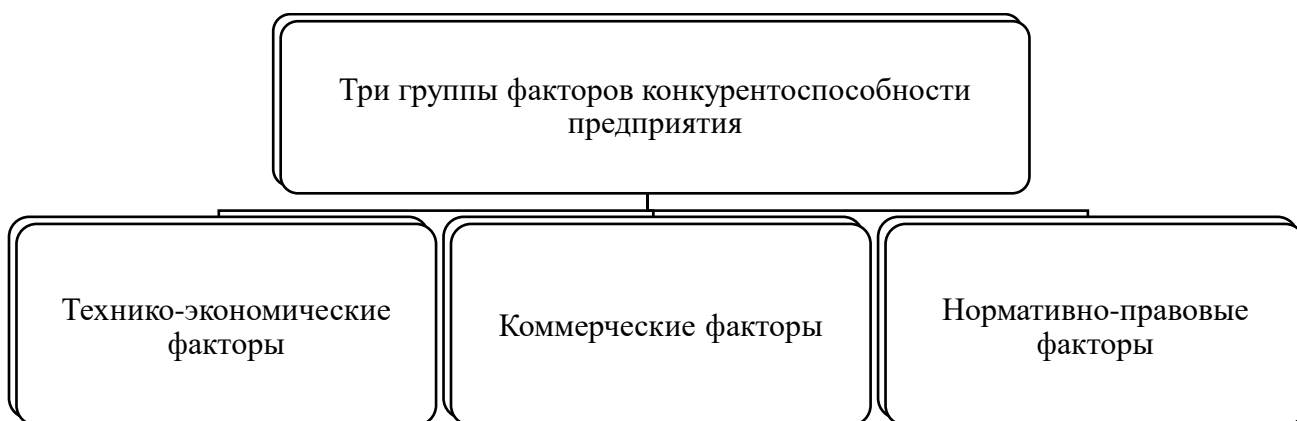 Три группы факторов конкурентоспособности
предприятия
Технико-экономические
факторы
Коммерческие факторы
Нормативно-правовые
факторы